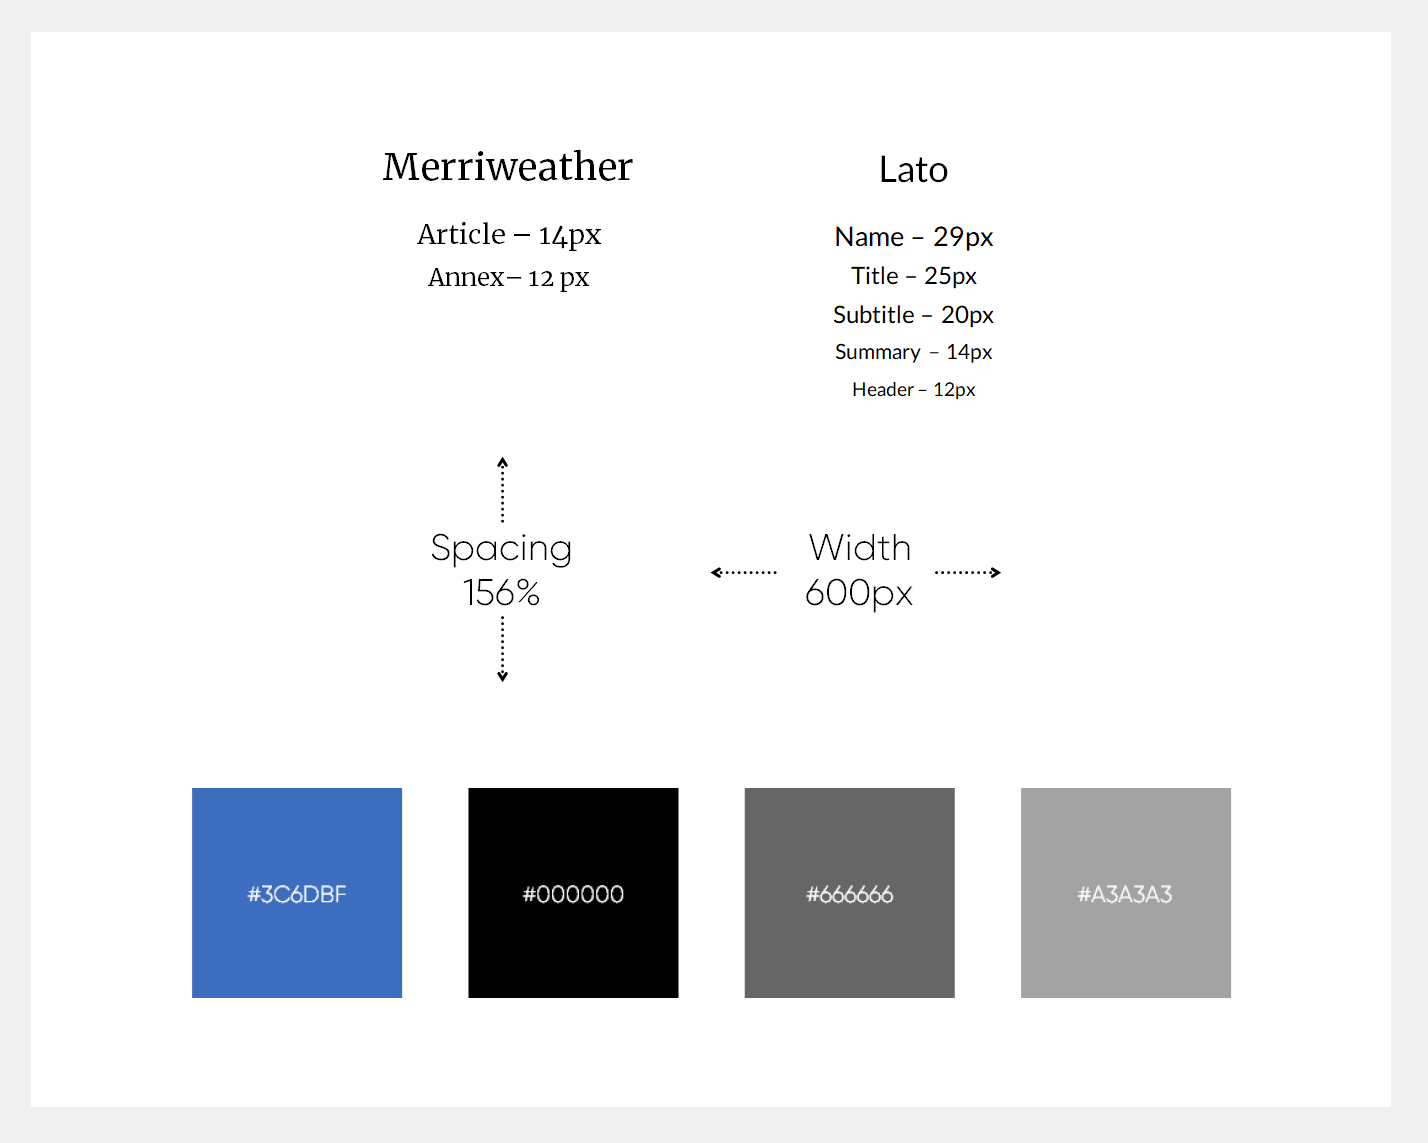 Merriweather
Article – 14px
Annex– 12 px
Lato
Name – 29px
Title – 25px
Subtitle – 20px
Summary – 14px
Header – 12px
Spacing
156%
Width
600px
#3C6DBF
#000000
#666666
#A3A3A3